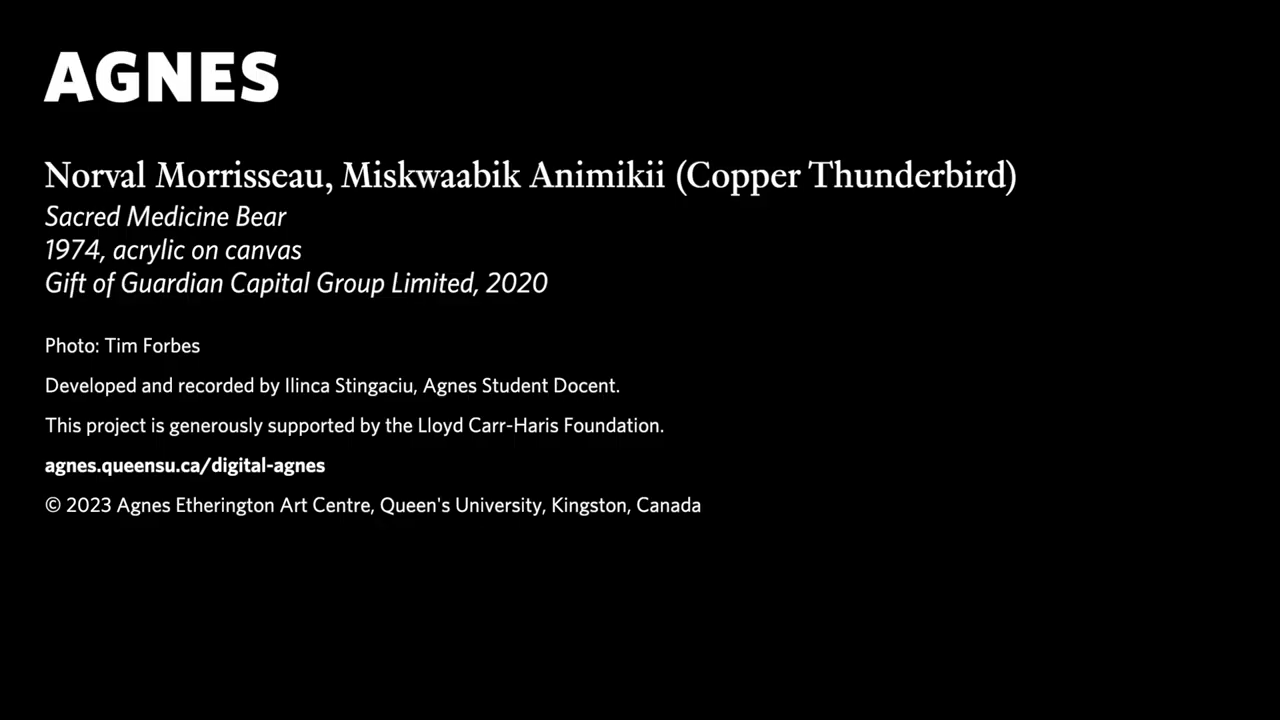 AGNES
Norval Morrisseau, Miskwaabik Animikii (Copper Thunderbird)
Sacred Medicine Bear
1974, acrylic on canvas
Gift of Guardian Capital Group Limited, 2020
Photo: Tim Forbes
Developed and recorded by Ilinca Stingaciu, Agnes Student Docent.
This project is generously supported by the Lloyd Carr-Haris Foundation.
agnes.queensu.ca/digital-agnes
© 2023 Agnes Etherington Art Centre, Queen's University, Kingston, Canada